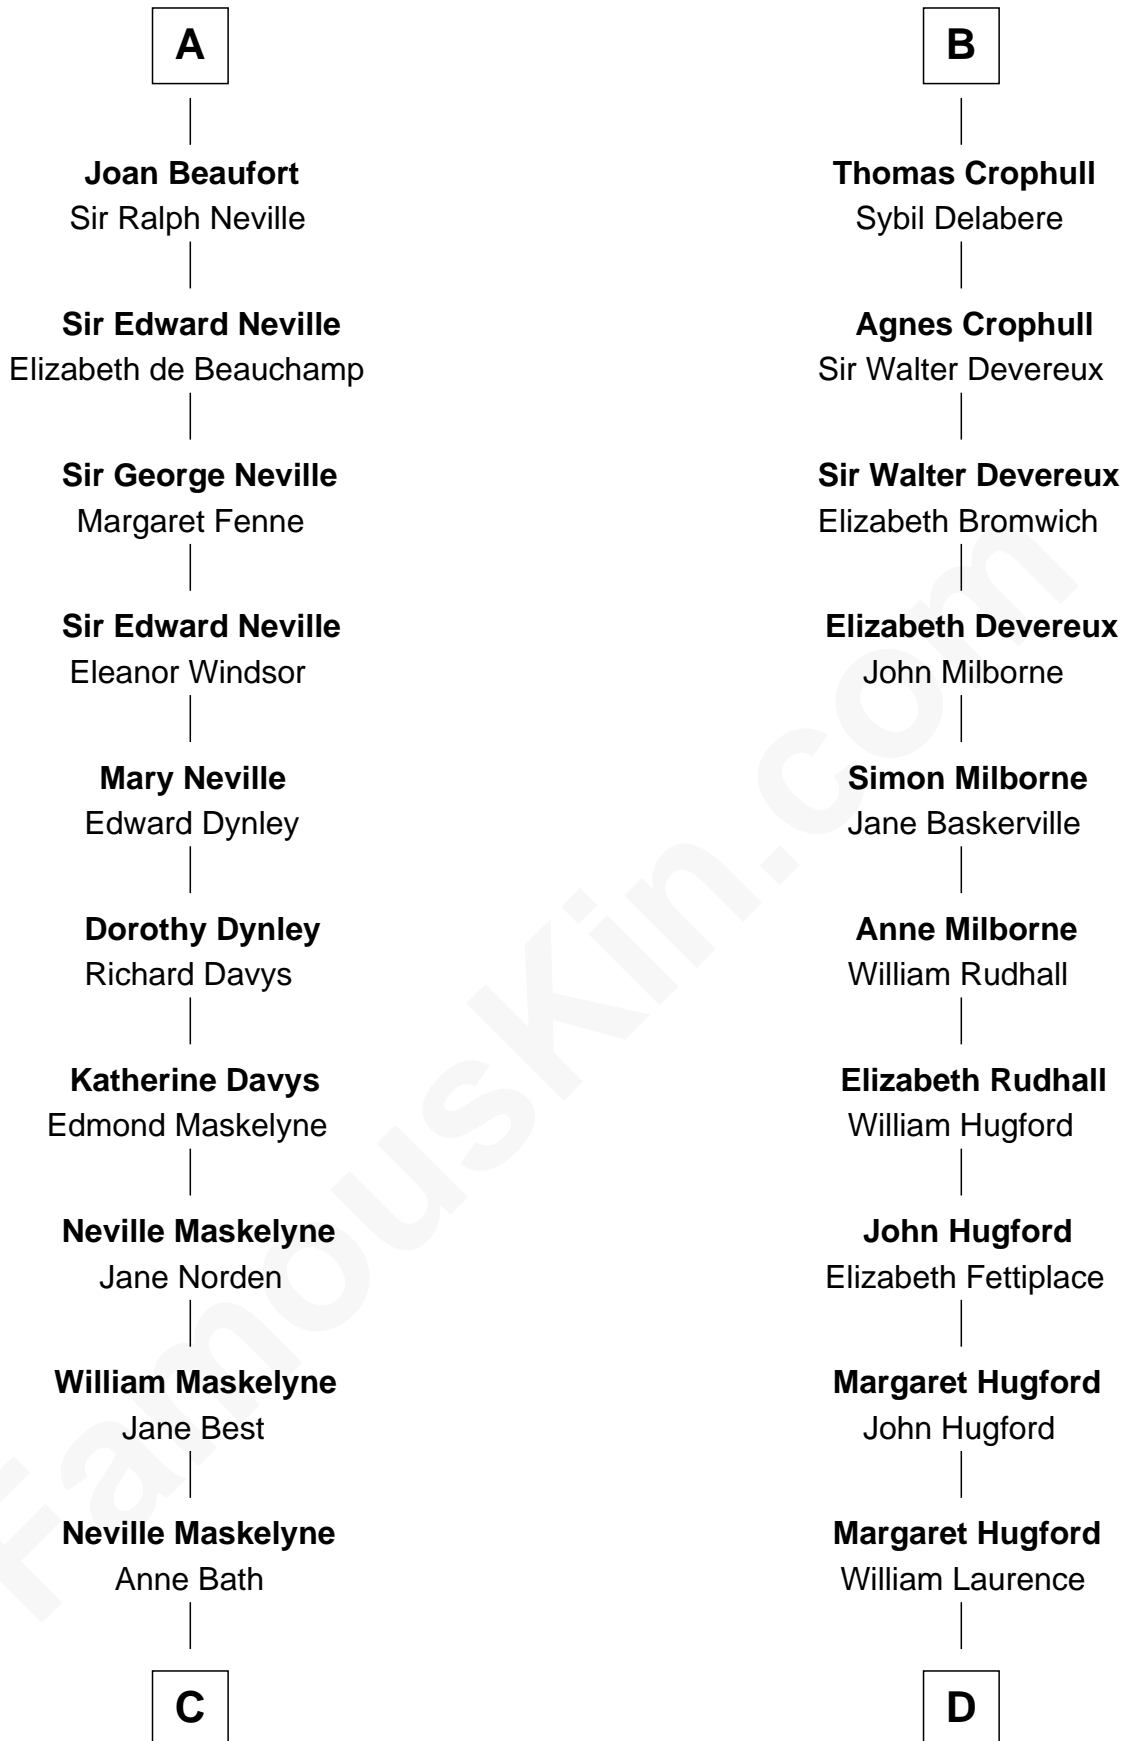 A
Joan Beaufort
Sir Ralph Neville
Sir Edward Neville
Elizabeth de Beauchamp
Sir George Neville
Margaret Fenne
Sir Edward Neville
Eleanor Windsor
Mary Neville
Edward Dynley
Dorothy Dynley
Richard Davys
Katherine Davys
Edmond Maskelyne
Neville Maskelyne
Jane Norden
William Maskelyne
Jane Best
Neville Maskelyne
Anne Bath
C
B
Thomas Crophull
Sybil Delabere
Agnes Crophull
Sir Walter Devereux
Sir Walter Devereux
Elizabeth Bromwich
Elizabeth Devereux
John Milborne
Simon Milborne
Jane Baskerville
Anne Milborne
William Rudhall
Elizabeth Rudhall
William Hugford
John Hugford
Elizabeth Fettiplace
Margaret Hugford
John Hugford
Margaret Hugford
William Laurence
D
FamousKin.com